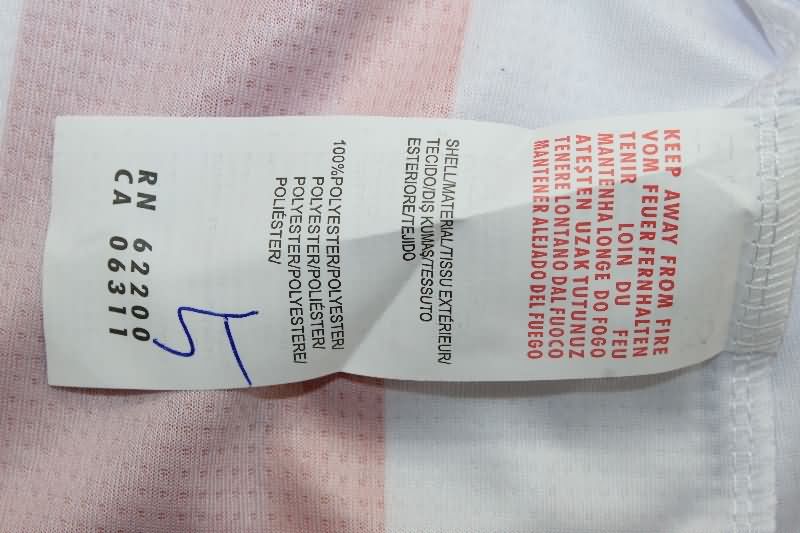 KEEP AWAY FROM FIRE
VOM FEUER FERNHALTEN
TENIR LOIN DU FEU
MANTENHA LONGE DO FOGO
ATEŞTEN UZAK TUTUNUZ
TENERE LONTANO DAL FUOCO
MANTENER ALEJADO DEL FUEGO
SHELL/MATERIAL/TISSU EXTÉRIEUR/
TECIDO/DIŞ KUMAŞ/TESSUTO
ESTERIORE/TEJIDO
100%POLYESTER/POLYESTER/
POLYESTER/POLIÉSTER/
POLYESTER/POLYESTERE/
POLIÉSTER/
RN 62200
CA 06311